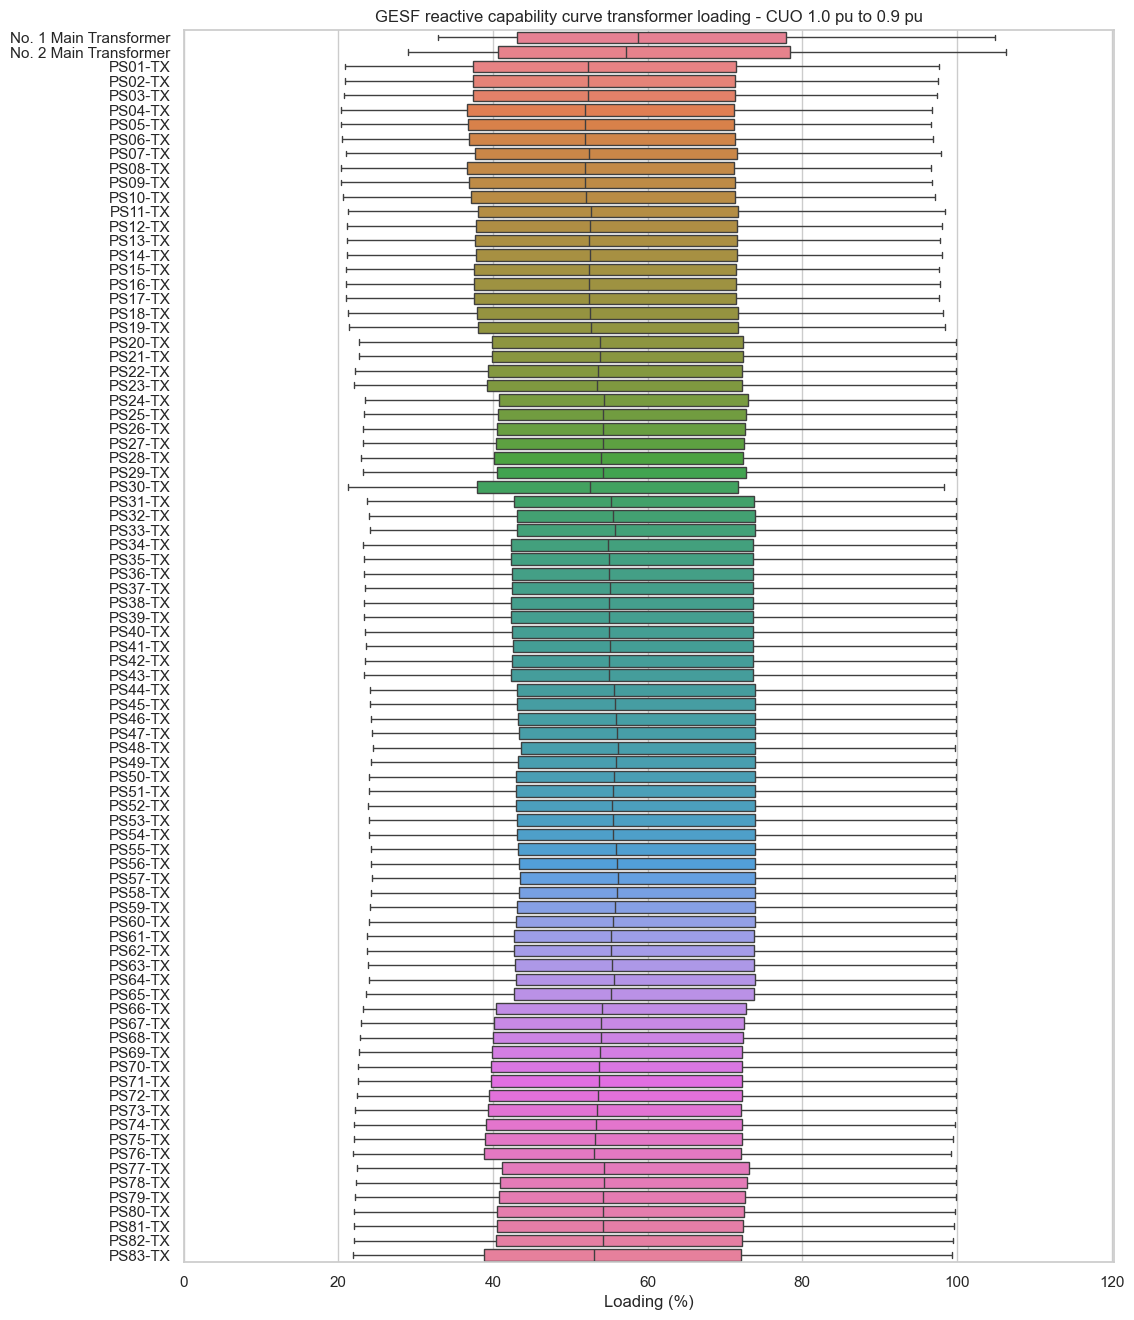 GESF reactive capability curve transformer loading - CUO 1.0 pu to 0.9 pu
No. 1 Main Transformer
No. 2 Main Transformer
PS01-TX
PS02-TX
PS03-TX
PS04-TX
PS05-TX
PS06-TX
PS07-TX
PS08-TX
PS09-TX
PS10-TX
PS11-TX
PS12-TX
PS13-TX
PS14-TX
PS15-TX
PS16-TX
PS17-TX
PS18-TX
PS19-TX
PS20-TX
PS21-TX
PS22-TX
PS23-TX
PS24-TX
PS25-TX
PS26-TX
PS27-TX
PS28-TX
PS29-TX
PS30-TX
PS31-TX
PS32-TX
PS33-TX
PS34-TX
PS35-TX
PS36-TX
PS37-TX
PS38-TX
PS39-TX
PS40-TX
PS41-TX
PS42-TX
PS43-TX
PS44-TX
PS45-TX
PS46-TX
PS47-TX
PS48-TX
PS49-TX
PS50-TX
PS51-TX
PS52-TX
PS53-TX
PS54-TX
PS55-TX
PS56-TX
PS57-TX
PS58-TX
PS59-TX
PS60-TX
PS61-TX
PS62-TX
PS63-TX
PS64-TX
PS65-TX
PS66-TX
PS67-TX
PS68-TX
PS69-TX
PS70-TX
PS71-TX
PS72-TX
PS73-TX
PS74-TX
PS75-TX
PS76-TX
PS77-TX
PS78-TX
PS79-TX
PS80-TX
PS81-TX
PS82-TX
PS83-TX
0 20 40 60 80 100 120
Loading (%)